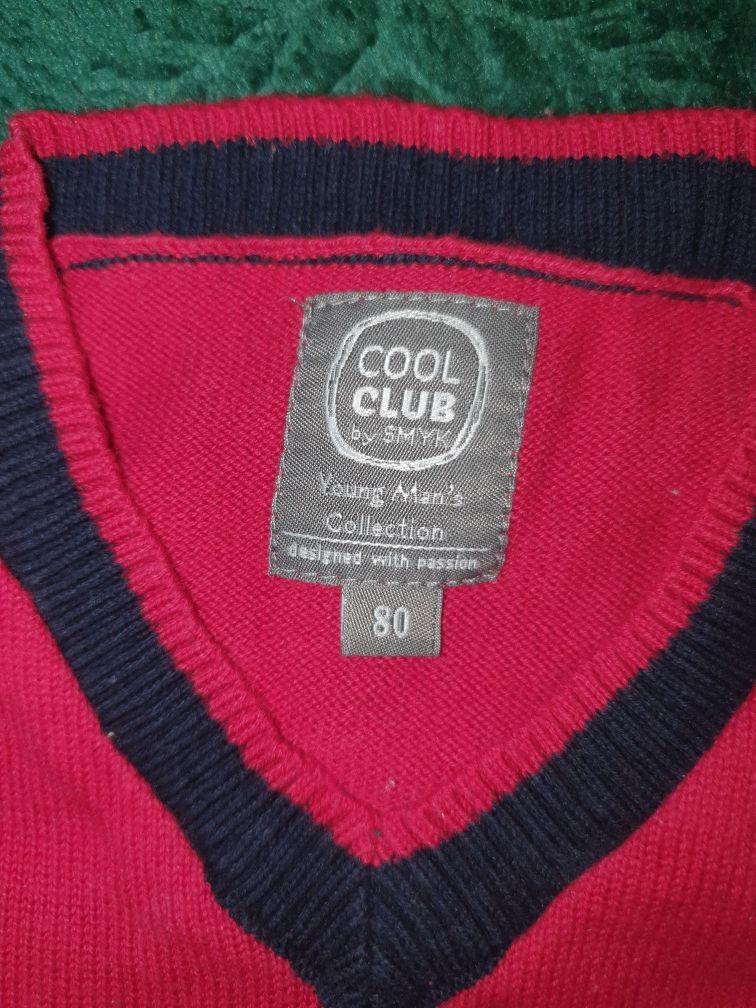 COOL
CLUB
by SMYK
Young Man's
Collection
designed with passion
80